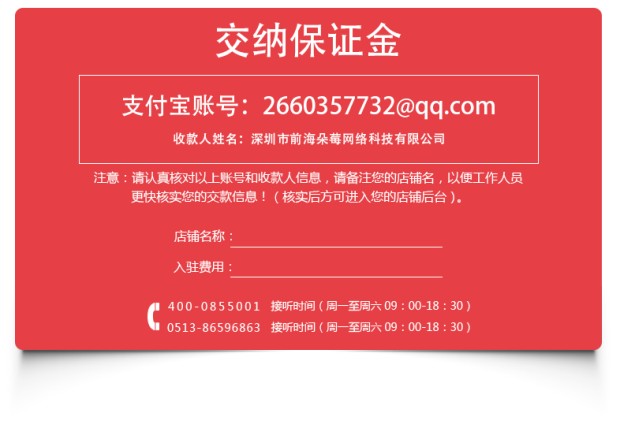 交纳保证金
支付宝账号：2660357732@qq.com
收款人姓名：深圳市前海朵莓网络科技有限公司
注意：请认真核对以上账号和收款人信息，请备注您的店铺名，以便工作人员
更快核实您的交款信息！（核实后方可进入您的店铺后台）。
店铺名称：
入驻费用：
400-0855001 接听时间（周一至周六 09：00-18：30）
0513-86596863 接听时间（周一至周六 09：00-18：30）